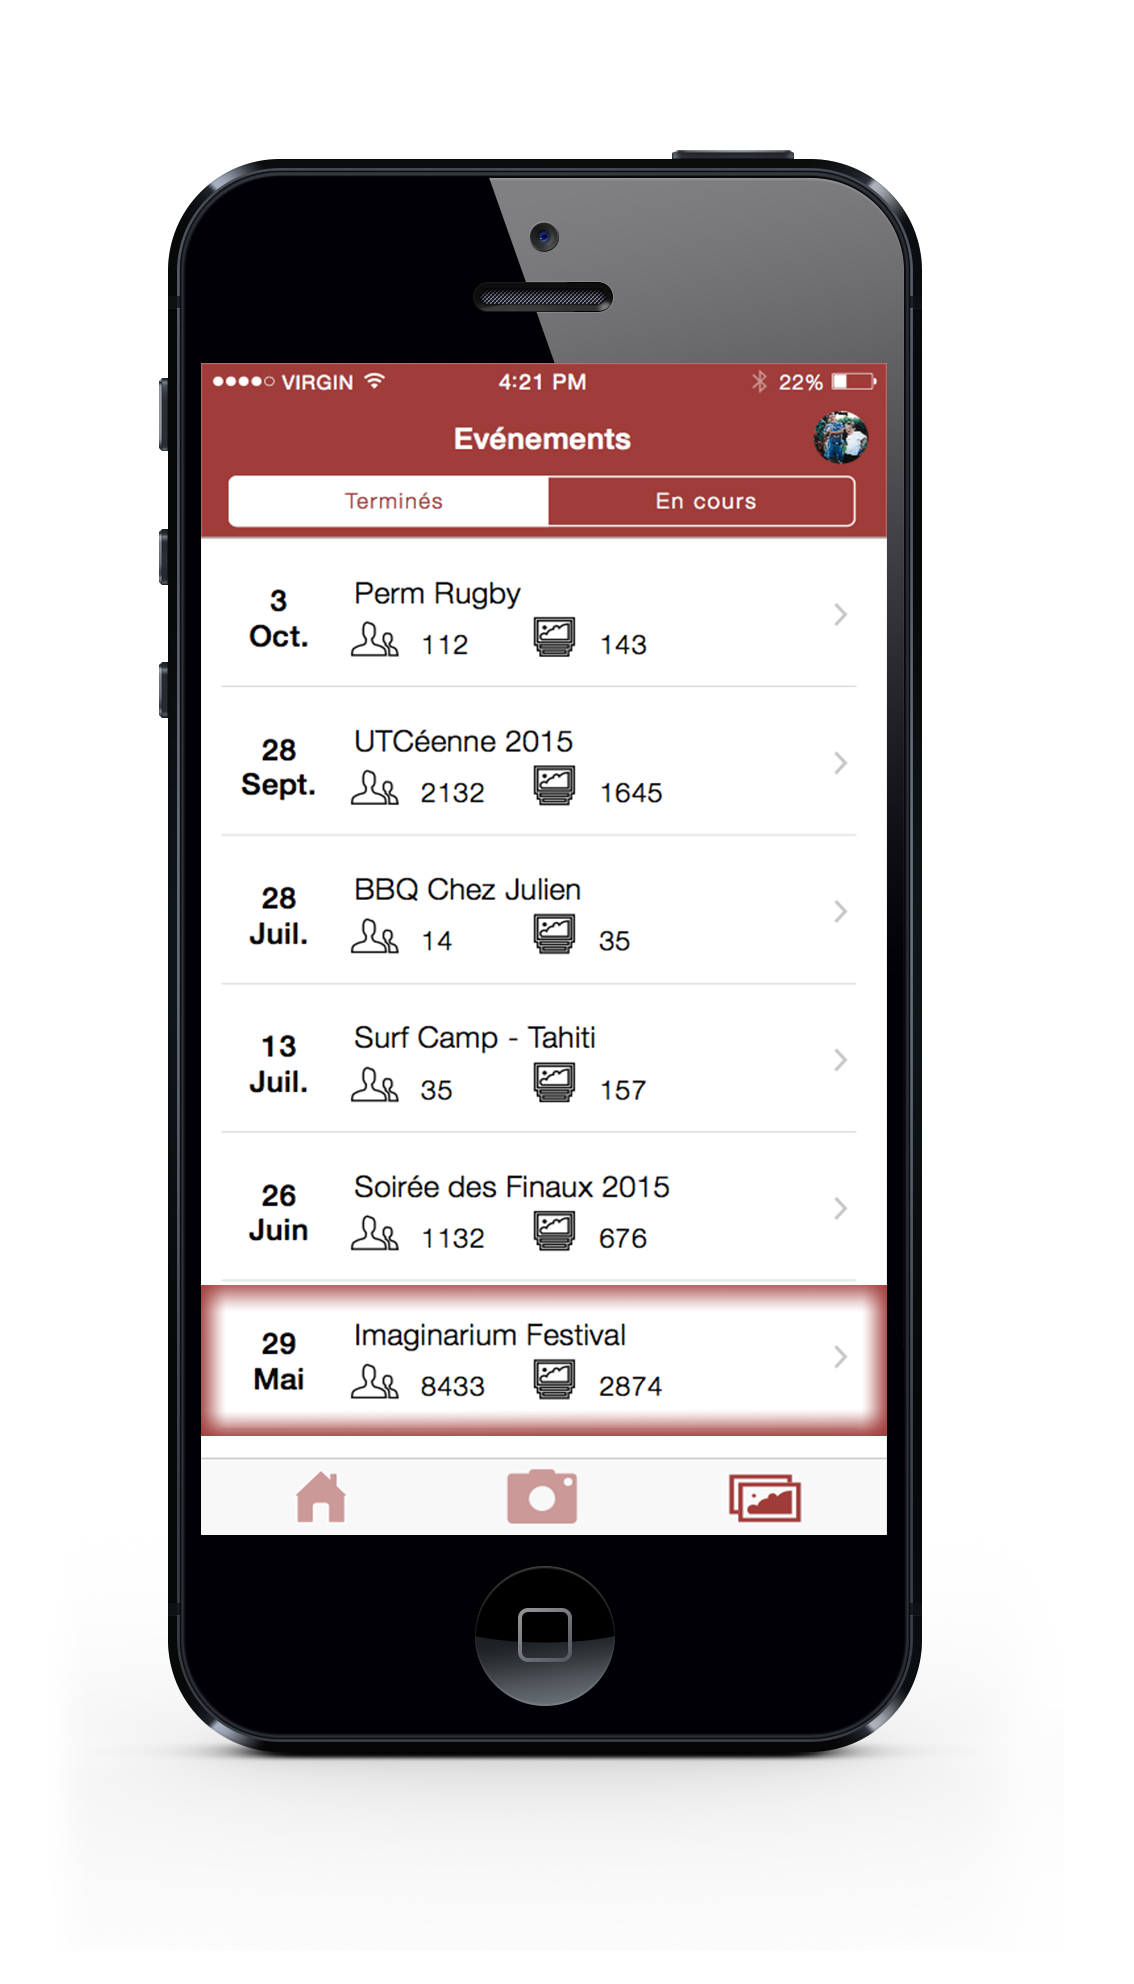 VIRGIN 4:21 PM 22%
Evénements
Terminés En cours
3 Oct.
Perm Rugby
112 143
28 Sept.
UTCéenne 2015
2132 1645
28 Juil.
BBQ Chez Julien
14 35
13 Juil.
Surf Camp - Tahiti
35 157
26 Juin
Soirée des Finaux 2015
1132 676
29 Mai
Imaginarium Festival
8433 2874